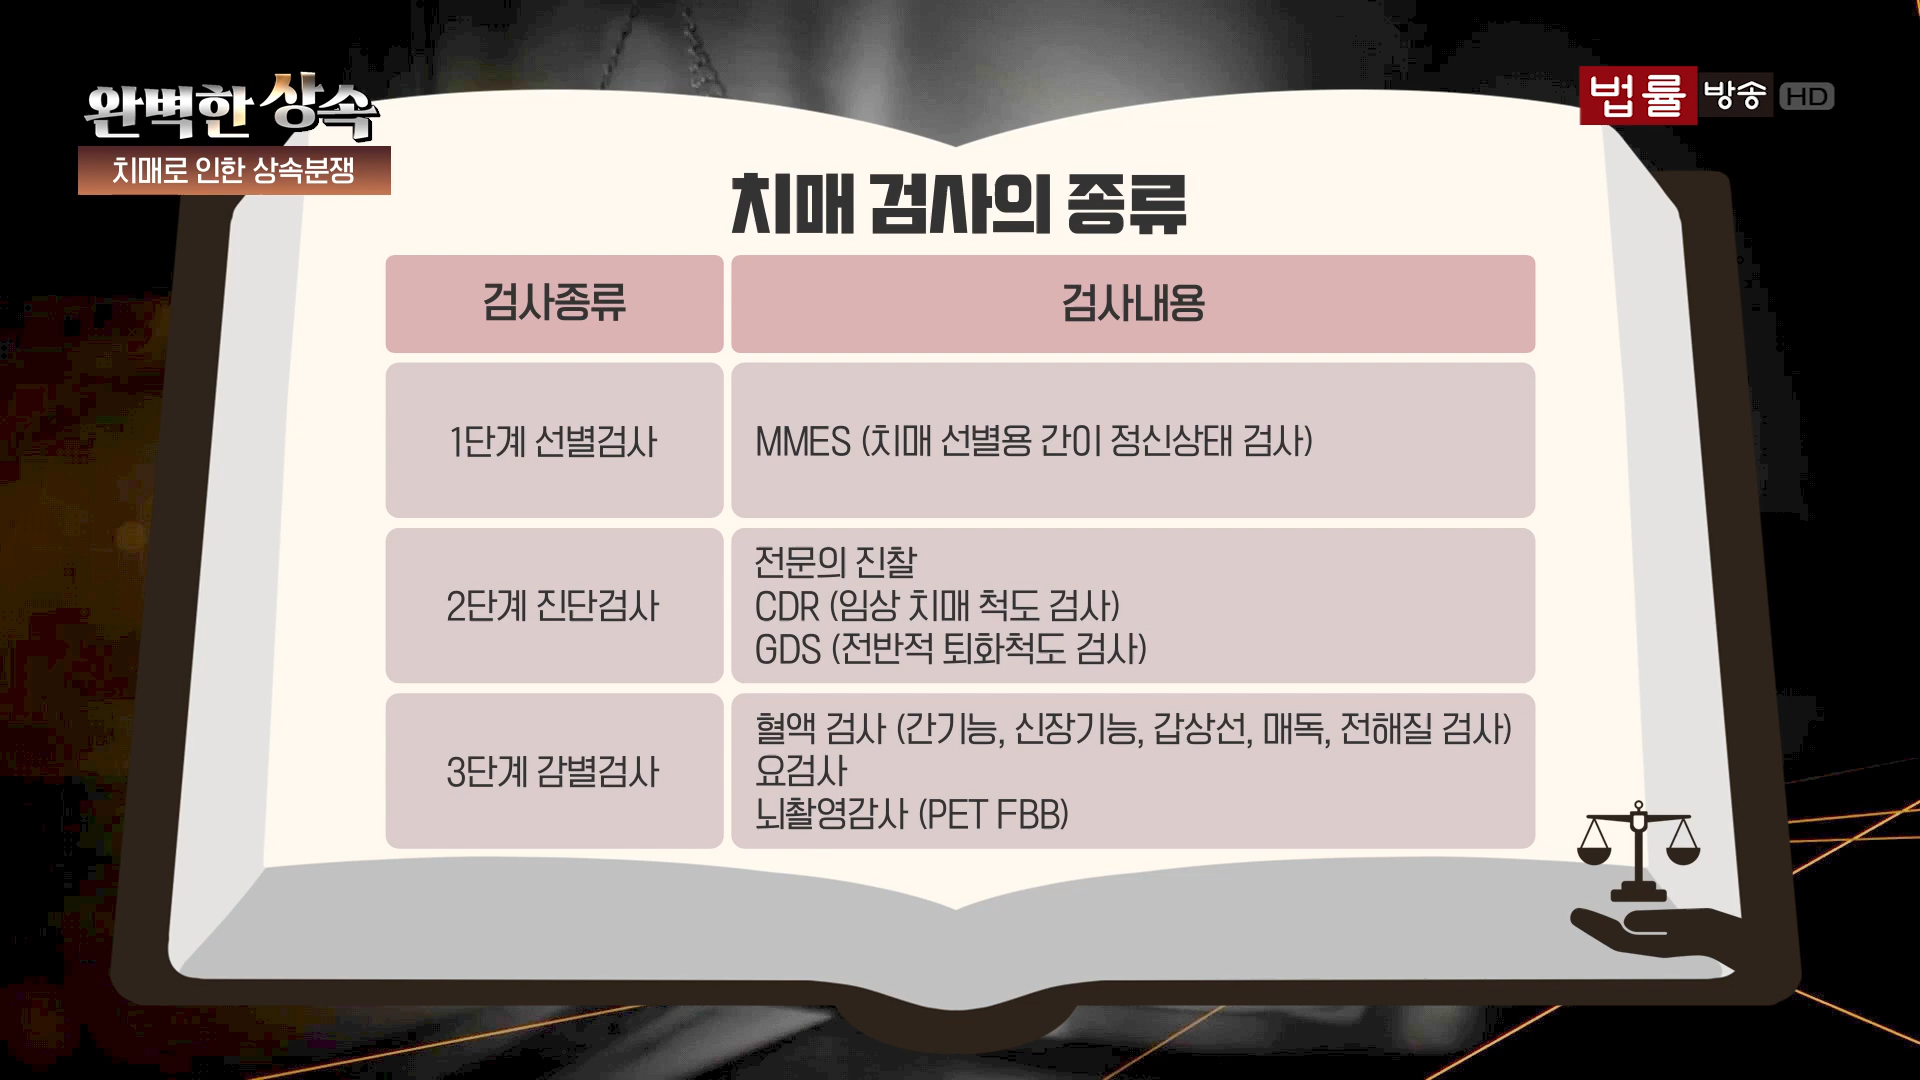 완벽한 상속
치매로 인한 상속분쟁
법률방송 HD
치매 검사의 종류
검사종류 검사내용
1단계 선별검사 MMES (치매 선별용 간이 정신상태 검사)
2단계 진단검사
전문의 진찰
CDR (임상 치매 척도 검사)
GDS (전반적 퇴화척도 검사)
3단계 감별검사
혈액 검사 (간기능, 신장기능, 갑상선, 매독, 전해질 검사)
요검사
뇌촬영감사 (PET FBB)